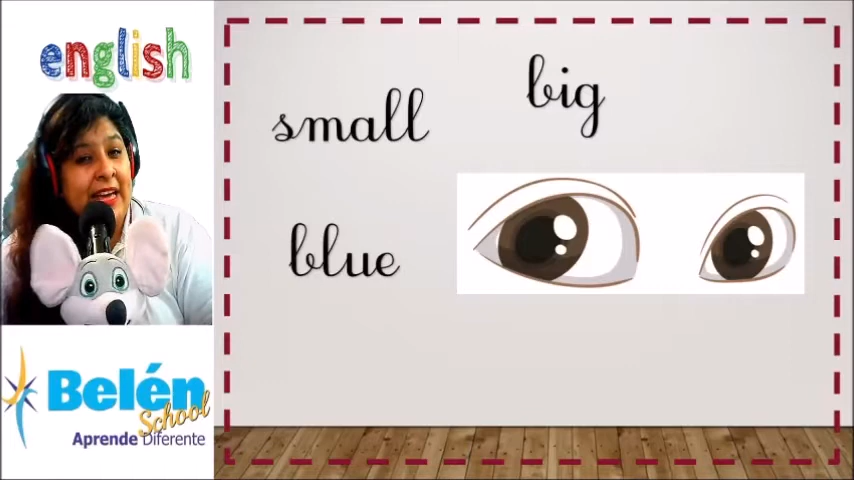 english
small
big
blue
Belén
School
Aprende Diferente